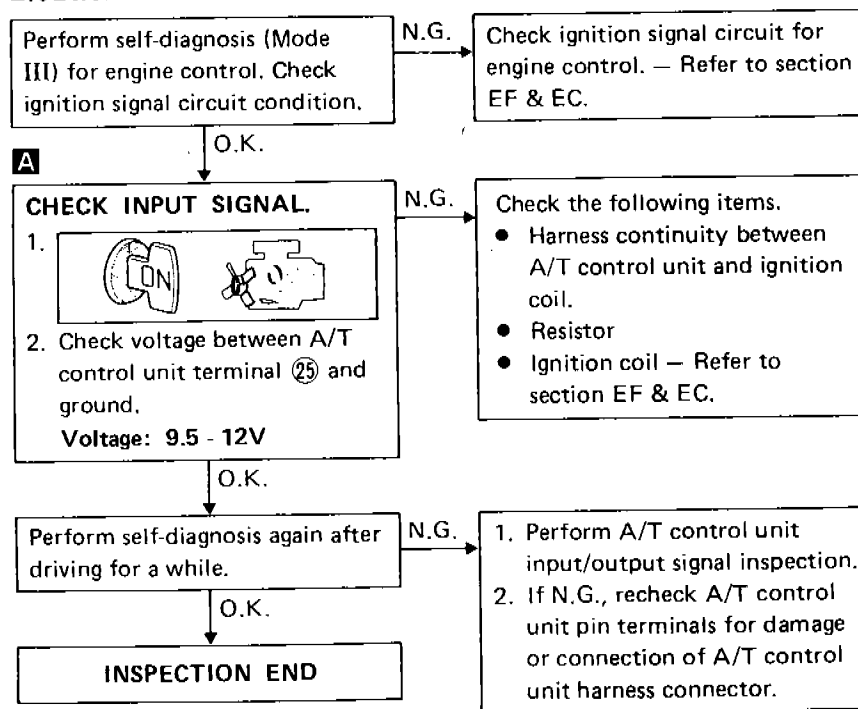 Perform self-diagnosis (Mode
III) for engine control. Check
ignition signal circuit condition.
N.G.
Check ignition signal circuit for
engine control. — Refer to section
EF & EC.
O.K.
A
CHECK INPUT SIGNAL.
1.
ON
2. Check voltage between A/T
control unit terminal ㉕ and
ground.
Voltage: 9.5 - 12V
N.G.
Check the following items.
● Harness continuity between
A/T control unit and ignition
coil.
● Resistor
● Ignition coil — Refer to
section EF & EC.
O.K.
Perform self-diagnosis again after
driving for a while.
N.G.
1. Perform A/T control unit
input/output signal inspection.
2. If N.G., recheck A/T control
unit pin terminals for damage
or connection of A/T control
unit harness connector.
O.K.
INSPECTION END